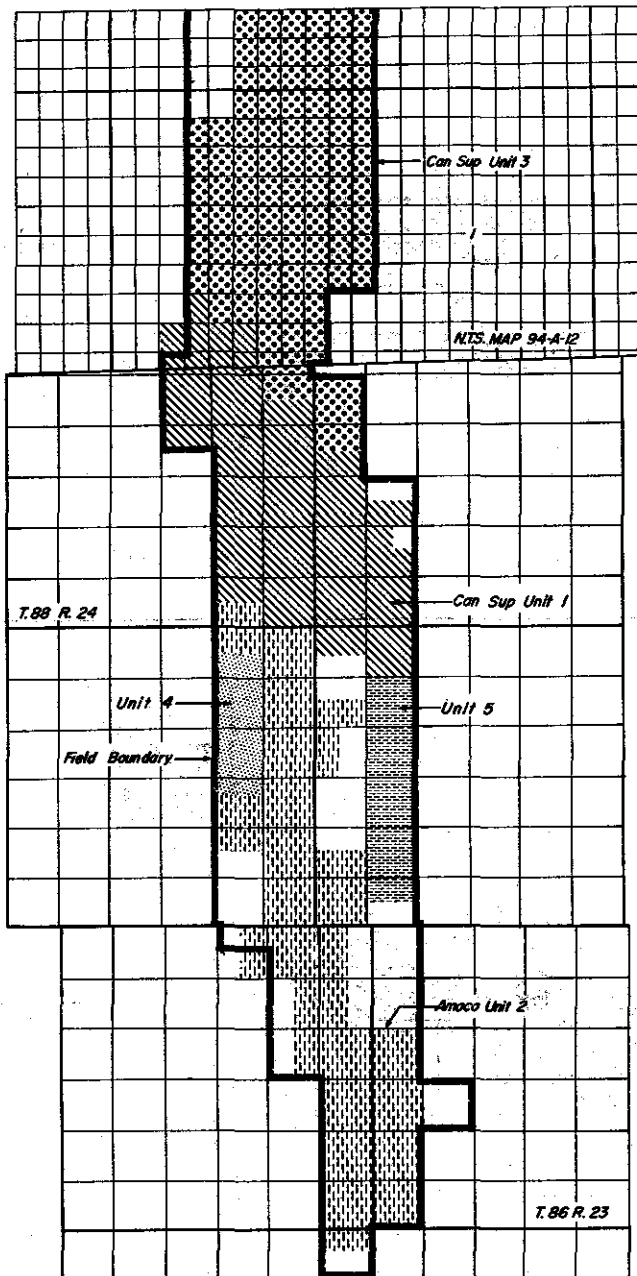 Can Sup Unit 3
1
N.T.S. MAP 94-A-12
T.88 R. 24
Can Sup Unit 1
Unit 4
Unit 5
Field Boundary
Amoco Unit 2
T. 86 R. 23